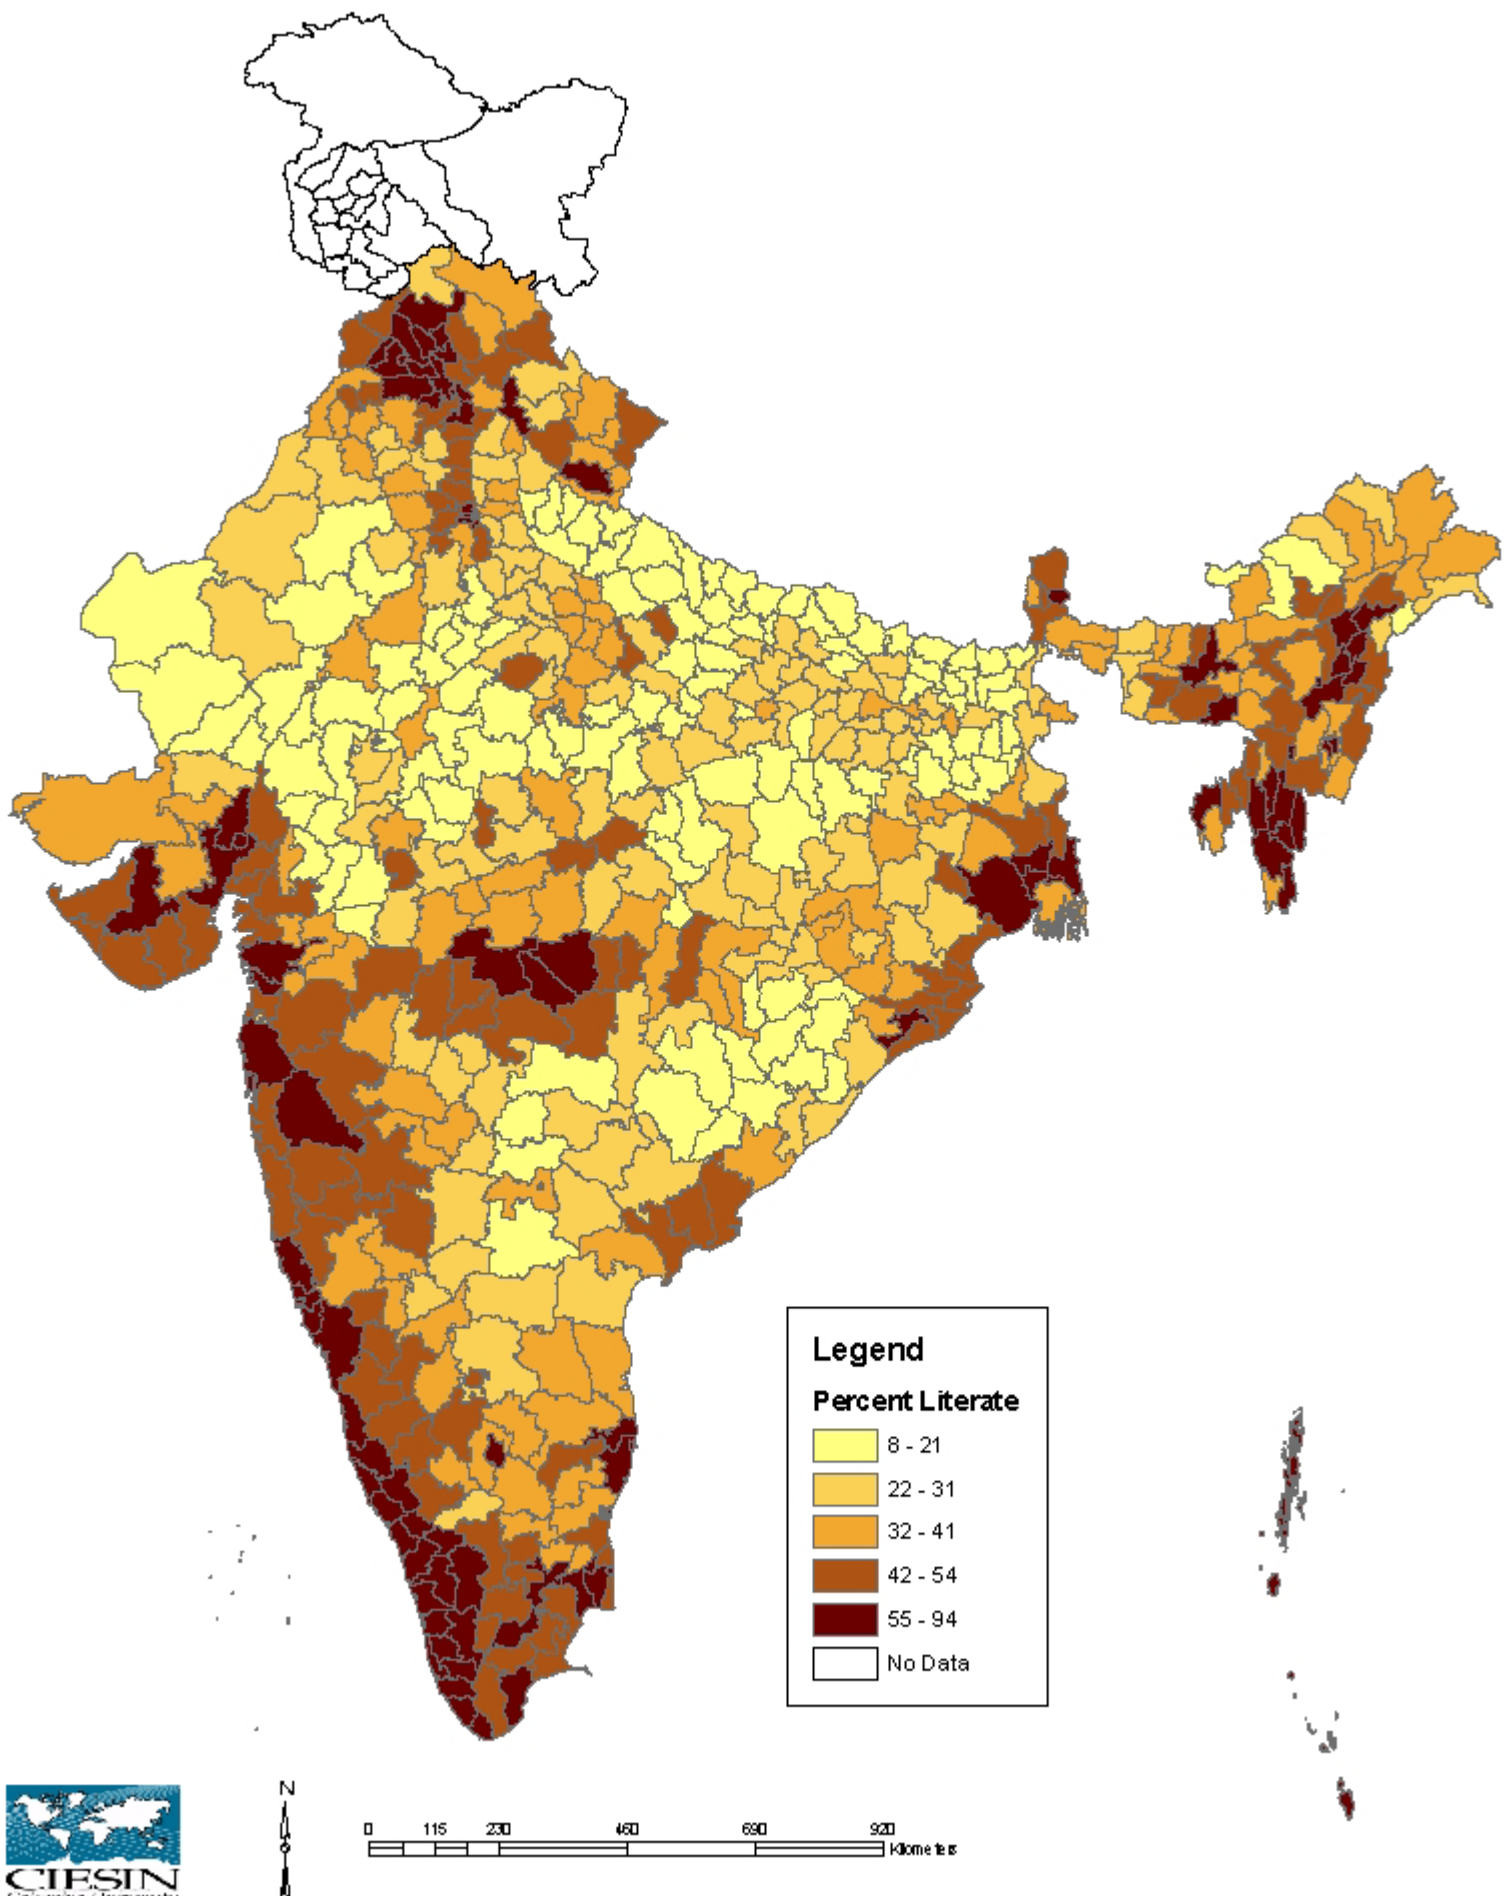 Legend
Percent Literate
8 - 21
22 - 31
32 - 41
42 - 54
55 - 94
No Data
N
0 115 230 460 690 920
Kilometers
CIESIN